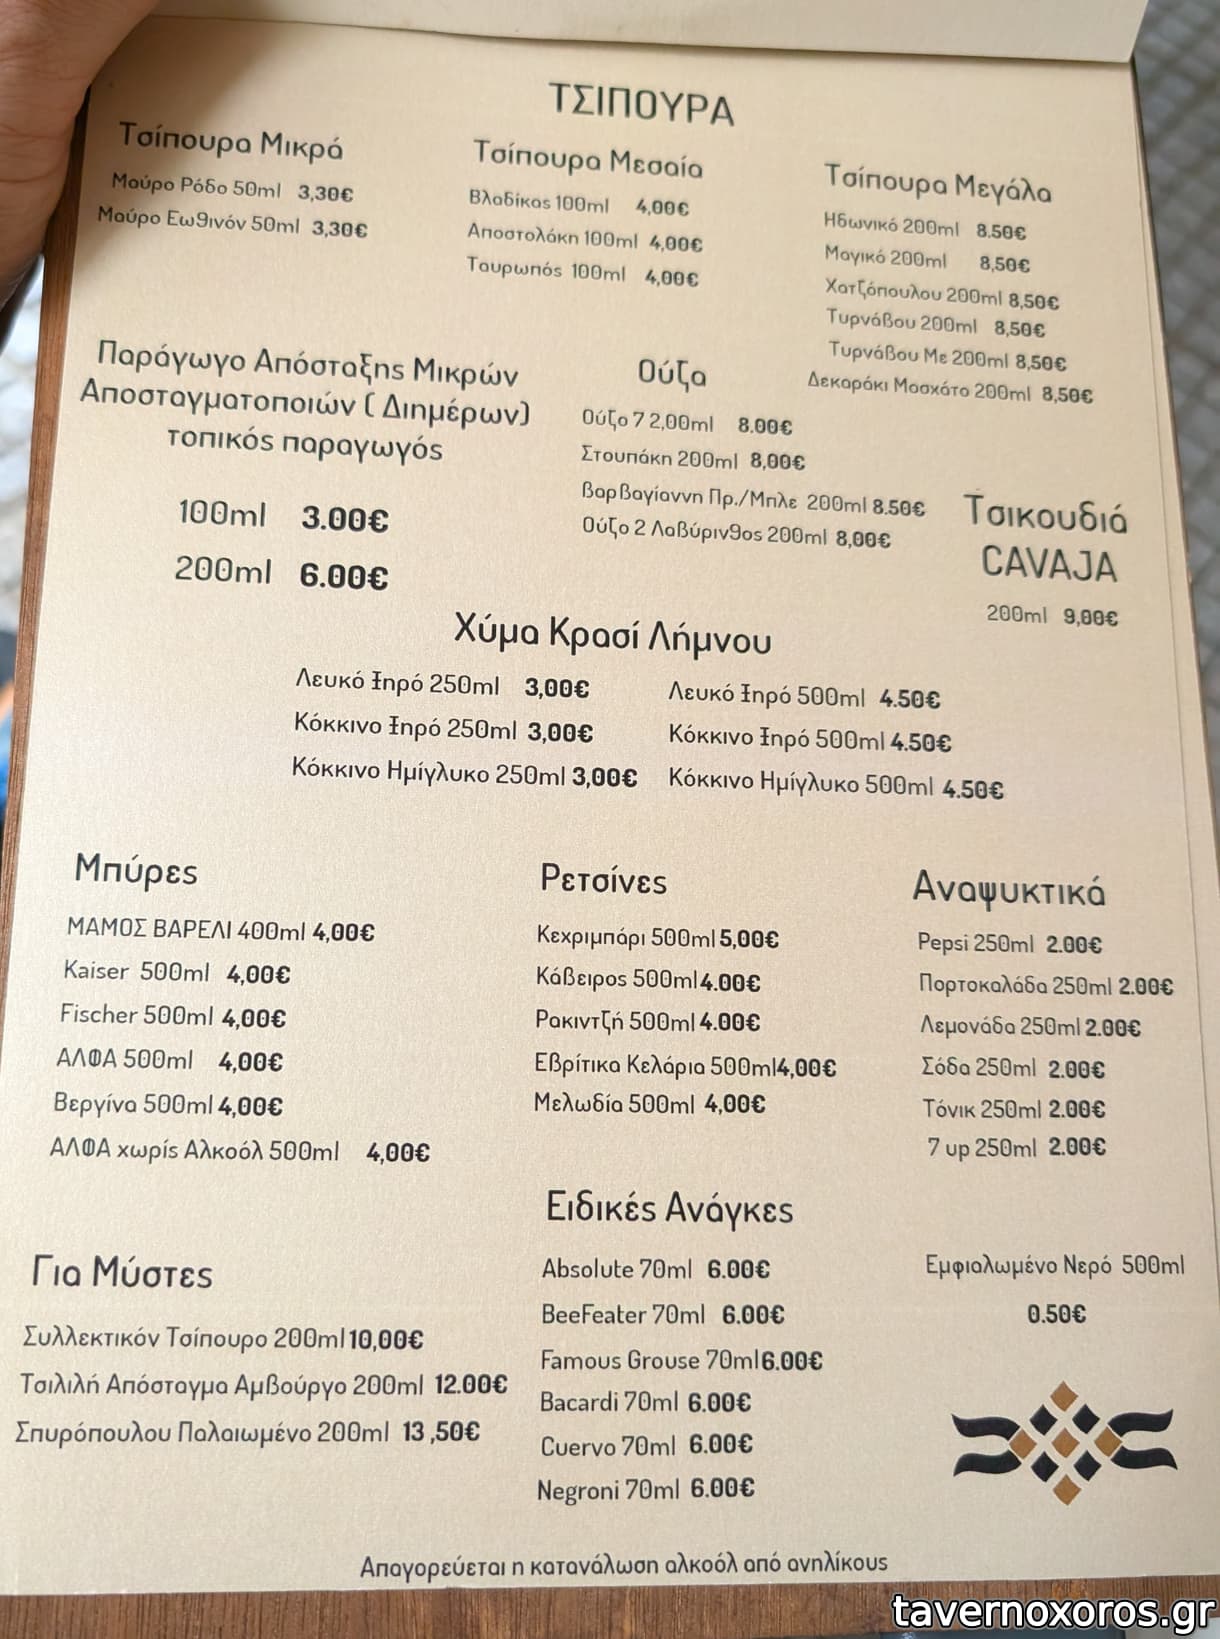 ΤΣΙΠΟΥΡΑ
Τσίπουρα Μικρά
Μαύρο Ρόδο 50ml 3,30€
Μαύρο Εωθινόν 50ml 3,30€
Τσίπουρα Μεσαία
Βλαδίκας 100ml 4,00€
Αποστολάκη 100ml 4,00€
Ταυρωπός 100ml 4,00€
Τσίπουρα Μεγάλα
Ηδωνικό 200ml 8.50€
Μαγικό 200ml 8,50€
Χατζόπουλου 200ml 8,50€
Τυρνάβου 200ml 8,50€
Τυρνάβου Με 200ml 8,50€
Δεκαράκι Μοσχάτο 200ml 8,50€
Παράγωγο Απόσταξης Μικρών
Αποσταγματοποιών ( Διημέρων)
τοπικός παραγωγός
100ml 3.00€
200ml 6.00€
Ούζα
Ούζο 7 2,00ml 8.00€
Στουπάκη 200ml 8,00€
Βαρβαγίαννη Πρ./Μπλε 200ml 8.50€
Ούζο 2 Λαβύρινθος 200ml 8,00€
Τσικουδιά
CAVAJA
200ml 9,00€
Χύμα Κρασί Λήμνου
Λευκό Ξηρό 250ml 3,00€
Κόκκινο Ξηρό 250ml 3,00€
Κόκκινο Ημίγλυκο 250ml 3,00€
Λευκό Ξηρό 500ml 4.50€
Κόκκινο Ξηρό 500ml 4.50€
Κόκκινο Ημίγλυκο 500ml 4.50€
Μπύρες
ΜΑΜΟΣ ΒΑΡΕΛΙ 400ml 4,00€
Kaiser 500ml 4,00€
Fischer 500ml 4,00€
ΑΛΦΑ 500ml 4,00€
Βεργίνα 500ml 4,00€
ΑΛΦΑ χωρίς Αλκοόλ 500ml 4,00€
Ρετσίνες
Κεχριμπάρι 500ml 5,00€
Κάβειρος 500ml 4.00€
Ρακιντζή 500ml 4.00€
Εβρίτικα Κελάρια 500ml 4,00€
Μελωδία 500ml 4,00€
Αναψυκτικά
Pepsi 250ml 2.00€
Πορτοκαλάδα 250ml 2.00€
Λεμονάδα 250ml 2.00€
Σόδα 250ml 2.00€
Τόνικ 250ml 2.00€
7 up 250ml 2.00€
Για Μύστες
Συλλεκτικόν Τσίπουρο 200ml 10,00€
Τσιλιλή Απόσταγμα Αμβούργο 200ml 12.00€
Σπυρόπουλου Παλαιωμένο 200ml 13 ,50€
Ειδικές Ανάγκες
Absolute 70ml 6.00€
BeeFeater 70ml 6.00€
Famous Grouse 70ml 6.00€
Bacardi 70ml 6.00€
Cuervo 70ml 6.00€
Negroni 70ml 6.00€
Εμφιαλωμένο Νερό 500ml
0.50€
Απαγορεύεται η κατανάλωση αλκοόλ από ανηλίκους
tavernoxoros.gr